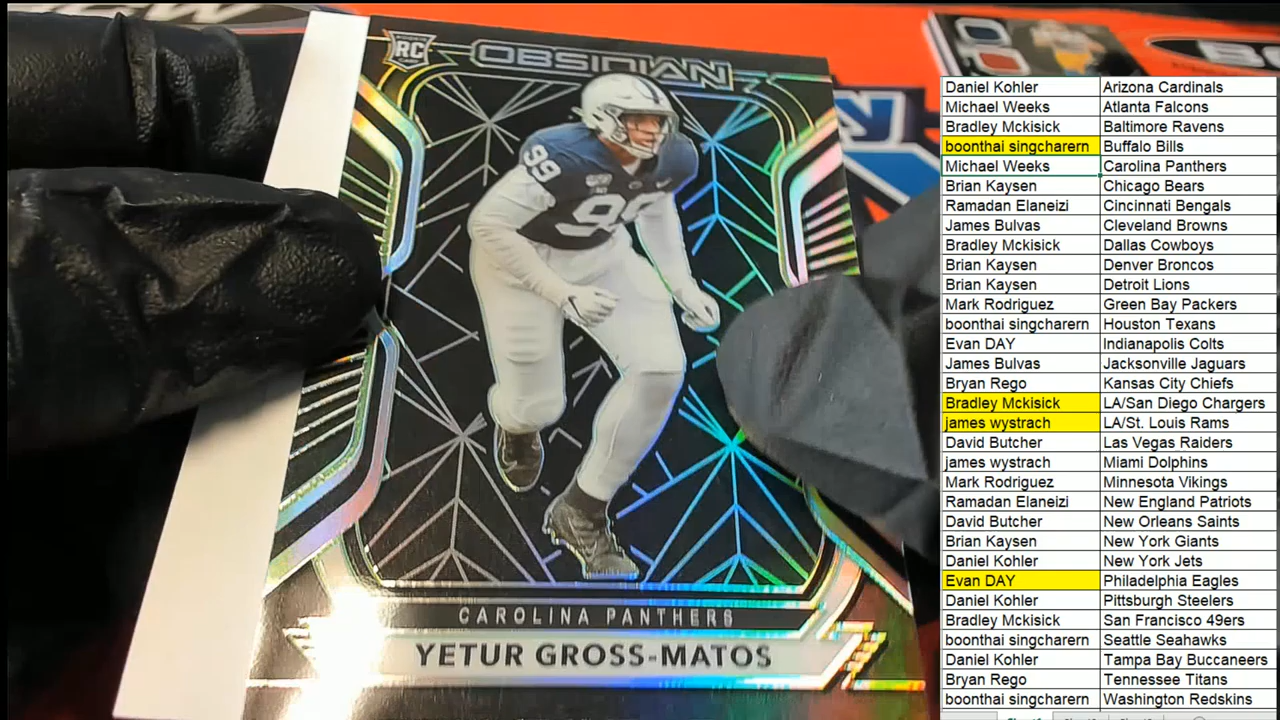 RC
OBSIDIAN
99
99
CAROLINA PANTHERS
YETUR GROSS-MATOS
Daniel Kohler Arizona Cardinals
Michael Weeks Atlanta Falcons
Bradley Mckisick Baltimore Ravens
boonthai singcharern Buffalo Bills
Michael Weeks Carolina Panthers
Brian Kaysen Chicago Bears
Ramadan Elaneizi Cincinnati Bengals
James Bulvas Cleveland Browns
Bradley Mckisick Dallas Cowboys
Brian Kaysen Denver Broncos
Brian Kaysen Detroit Lions
Mark Rodriguez Green Bay Packers
boonthai singcharern Houston Texans
Evan DAY Indianapolis Colts
James Bulvas Jacksonville Jaguars
Bryan Rego Kansas City Chiefs
Bradley Mckisick LA/San Diego Chargers
james wystrach LA/St. Louis Rams
David Butcher Las Vegas Raiders
james wystrach Miami Dolphins
Mark Rodriguez Minnesota Vikings
Ramadan Elaneizi New England Patriots
David Butcher New Orleans Saints
Brian Kaysen New York Giants
Daniel Kohler New York Jets
Evan DAY Philadelphia Eagles
Daniel Kohler Pittsburgh Steelers
Bradley Mckisick San Francisco 49ers
boonthai singcharern Seattle Seahawks
Daniel Kohler Tampa Bay Buccaneers
Bryan Rego Tennessee Titans
boonthai singcharern Washington Redskins